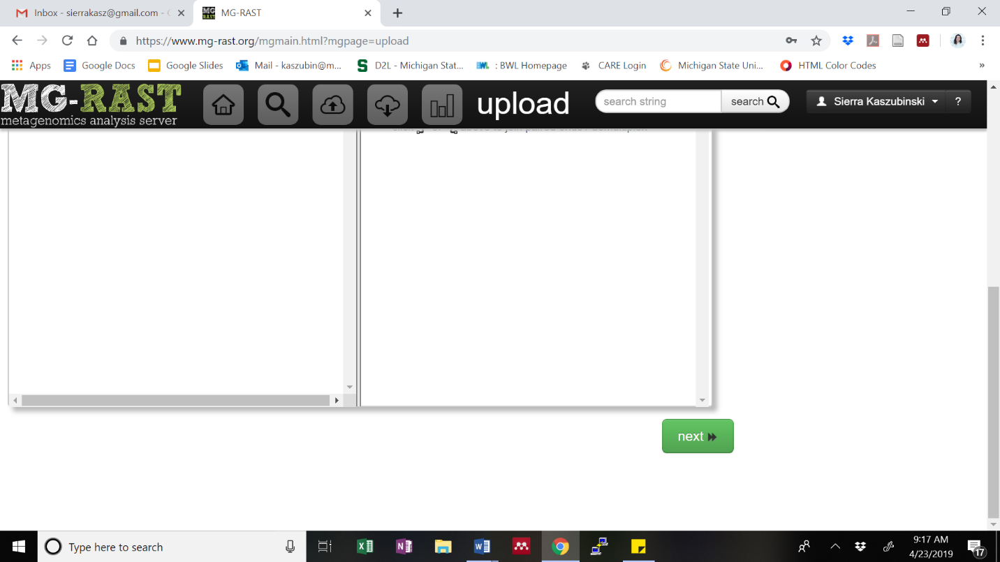 Inbox - sierrakasz@gmail.com -
MG-RAST
https://www.mg-rast.org/mgmain.html?mgpage=upload
Apps
Google Docs
Google Slides
Mail - kaszubin@m...
D2L - Michigan Stat...
: BWL Homepage
CARE Login
Michigan State Uni...
HTML Color Codes
»
MG-RAST
metagenomics analysis server
upload
search string
search
Sierra Kaszubinski
?
next
Type here to search
9:17 AM
4/23/2019
17